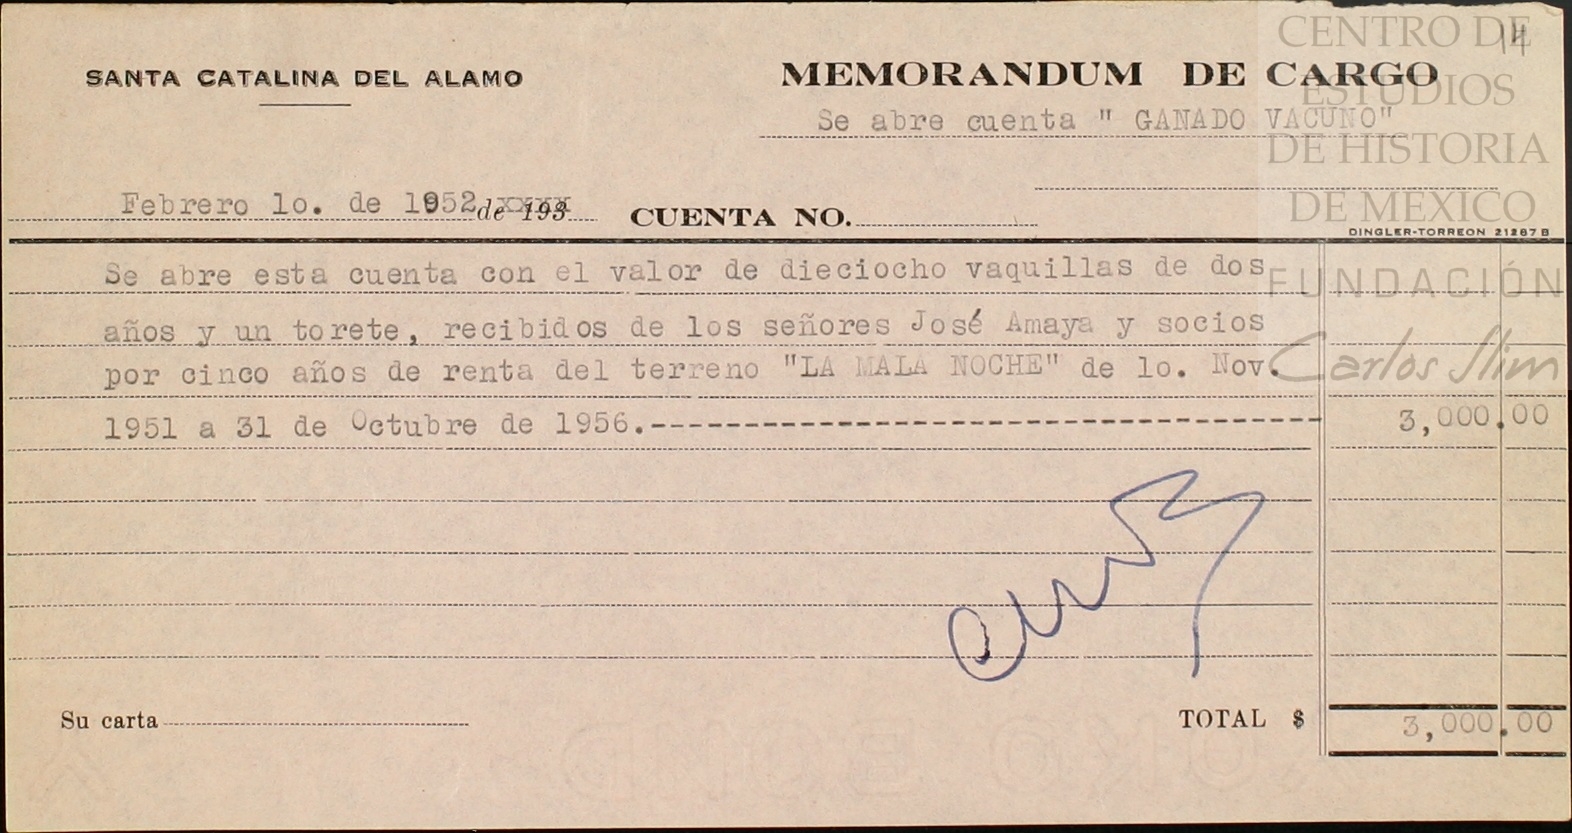 14
SANTA CATALINA DEL ALAMO
MEMORANDUM DE CARGO
Se abre cuenta " GANADO VACUNO"
Febrero 1o. de 1952 de 193
CUENTA NO.
DINGLER-TORREON 21267 B
Se abre esta cuenta con el valor de dieciocho vaquillas de dos
años y un torete, recibidos de los señores José Amaya y socios
por cinco años de renta del terreno "LA MALA NOCHE" de 1o. Nov.
1951 a 31 de Octubre de 1956.-------------------------------- 3,000.00
Su carta
TOTAL $ 3,000.00
CENTRO DE
ESTUDIOS
DE HISTORIA
DE MEXICO
FUNDACIÓN
Carlos Slim